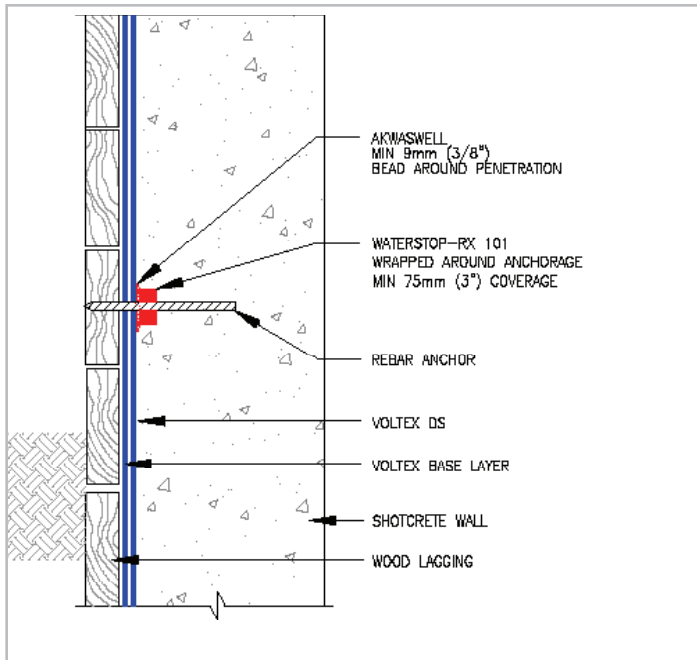 AKWASWELL
MIN 9mm (3/8")
BEAD AROUND PENETRATION
WATERSTOP-RX 101
WRAPPED AROUND ANCHORAGE
MIN 75mm (3") COVERAGE
REBAR ANCHOR
VOLTEX DS
VOLTEX BASE LAYER
SHOTCRETE WALL
WOOD LAGGING